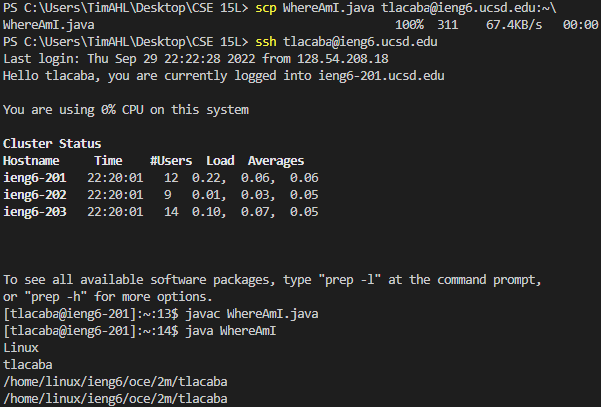 PS C:\Users\TimAHL\Desktop\CSE 15L> scp WhereAmI.java tlacaba@ieng6.ucsd.edu:~\
WhereAmI.java 100% 311 67.4KB/s 00:00
PS C:\Users\TimAHL\Desktop\CSE 15L> ssh tlacaba@ieng6.ucsd.edu
Last login: Thu Sep 29 22:22:28 2022 from 128.54.208.18
Hello tlacaba, you are currently logged into ieng6-201.ucsd.edu
You are using 0% CPU on this system
Cluster Status
Hostname Time #Users Load Averages
ieng6-201 22:20:01 12 0.22, 0.06, 0.06
ieng6-202 22:20:01 9 0.01, 0.03, 0.05
ieng6-203 22:20:01 14 0.10, 0.07, 0.05
To see all available software packages, type "prep -l" at the command prompt,
or "prep -h" for more options.
[tlacaba@ieng6-201]:~:13$ javac WhereAmI.java
[tlacaba@ieng6-201]:~:14$ java WhereAmI
Linux
tlacaba
/home/linux/ieng6/oce/2m/tlacaba
/home/linux/ieng6/oce/2m/tlacaba